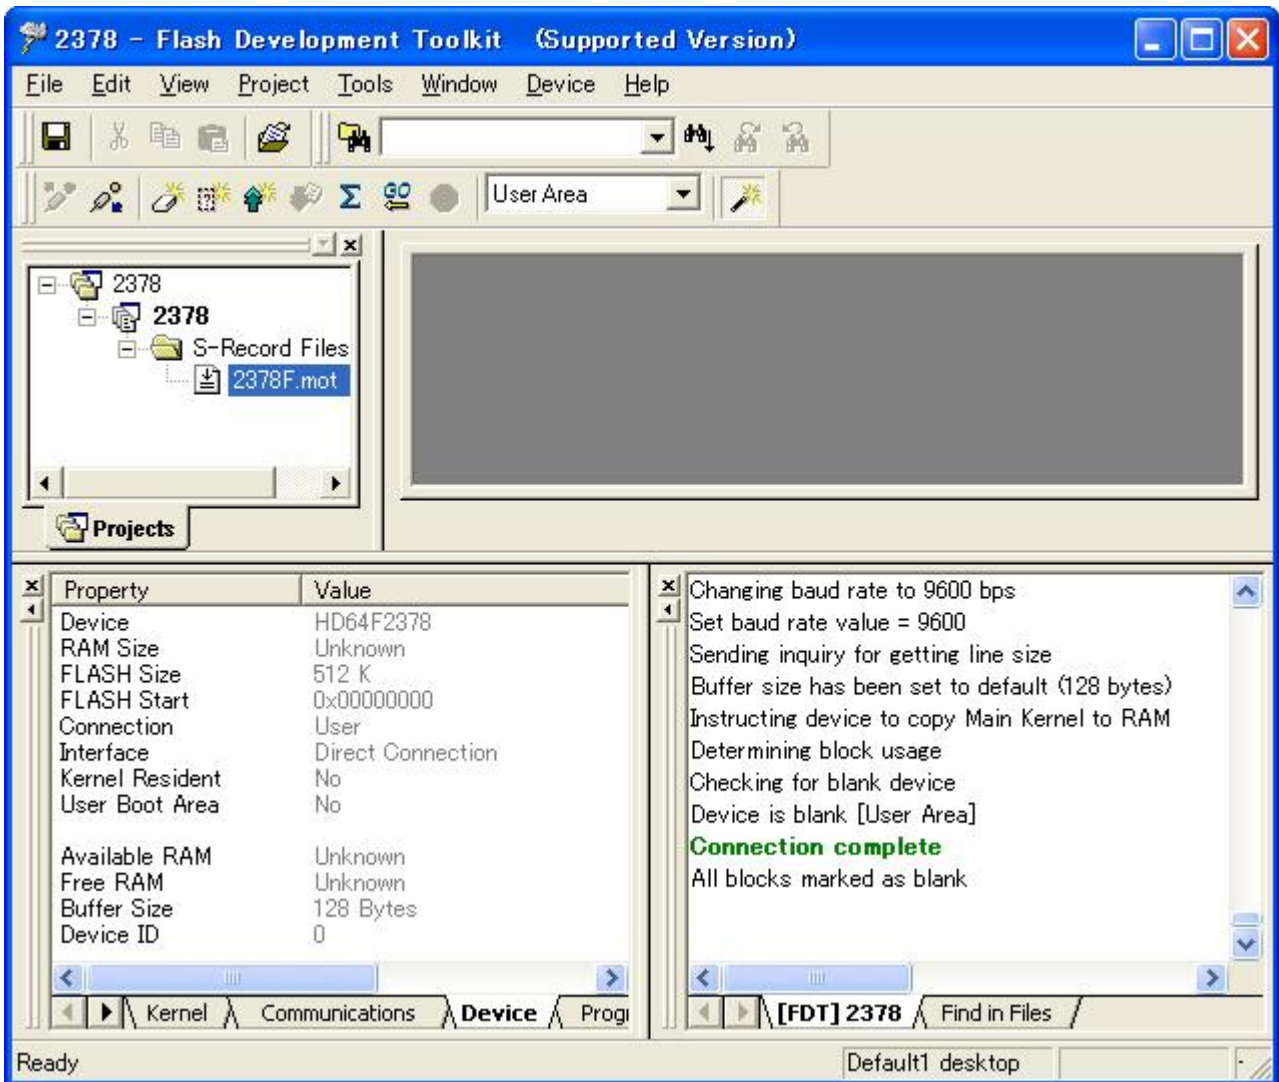 2378 - Flash Development Toolkit (Supported Version)
File Edit View Project Tools Window Device Help
User Area
2378
2378
S-Record Files
2378F.mot
Projects
Property Value
Device HD64F2378
RAM Size Unknown
FLASH Size 512 K
FLASH Start 0x00000000
Connection User
Interface Direct Connection
Kernel Resident No
User Boot Area No
Available RAM Unknown
Free RAM Unknown
Buffer Size 128 Bytes
Device ID 0
Kernel Communications Device Progr
Changing baud rate to 9600 bps
Set baud rate value = 9600
Sending inquiry for getting line size
Buffer size has been set to default (128 bytes)
Instructing device to copy Main Kernel to RAM
Determining block usage
Checking for blank device
Device is blank [User Area]
Connection complete
All blocks marked as blank
[FDT] 2378 Find in Files
Ready Default1 desktop